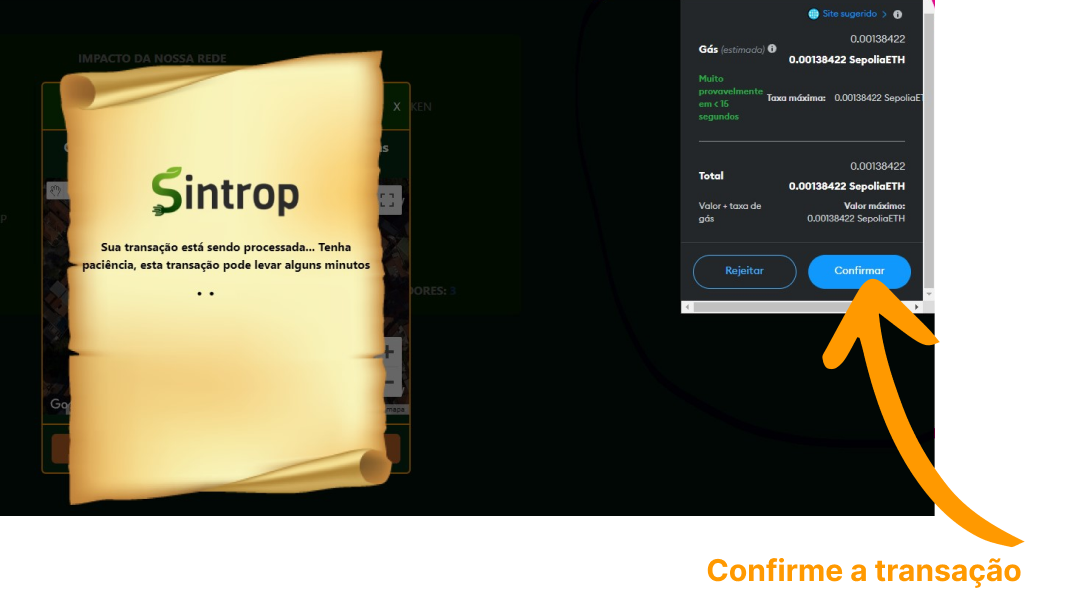 IMPACTO DA NOSSA REDE
X
KEN
Sintrop
Sua transação está sendo processada... Tenha
paciência, esta transação pode levar alguns minutos
DORES: 3
Site sugerido >
0.00138422
Gás (estimado)
0.00138422 SepoliaETH
Muito
provavelmente
em < 15
segundos
Taxa máxima: 0.00138422 SepoliaET
0.00138422
Total
0.00138422 SepoliaETH
Valor + taxa de
gás
Valor máximo:
0.00138422 SepoliaETH
Rejeitar
Confirmar
Confirme a transação